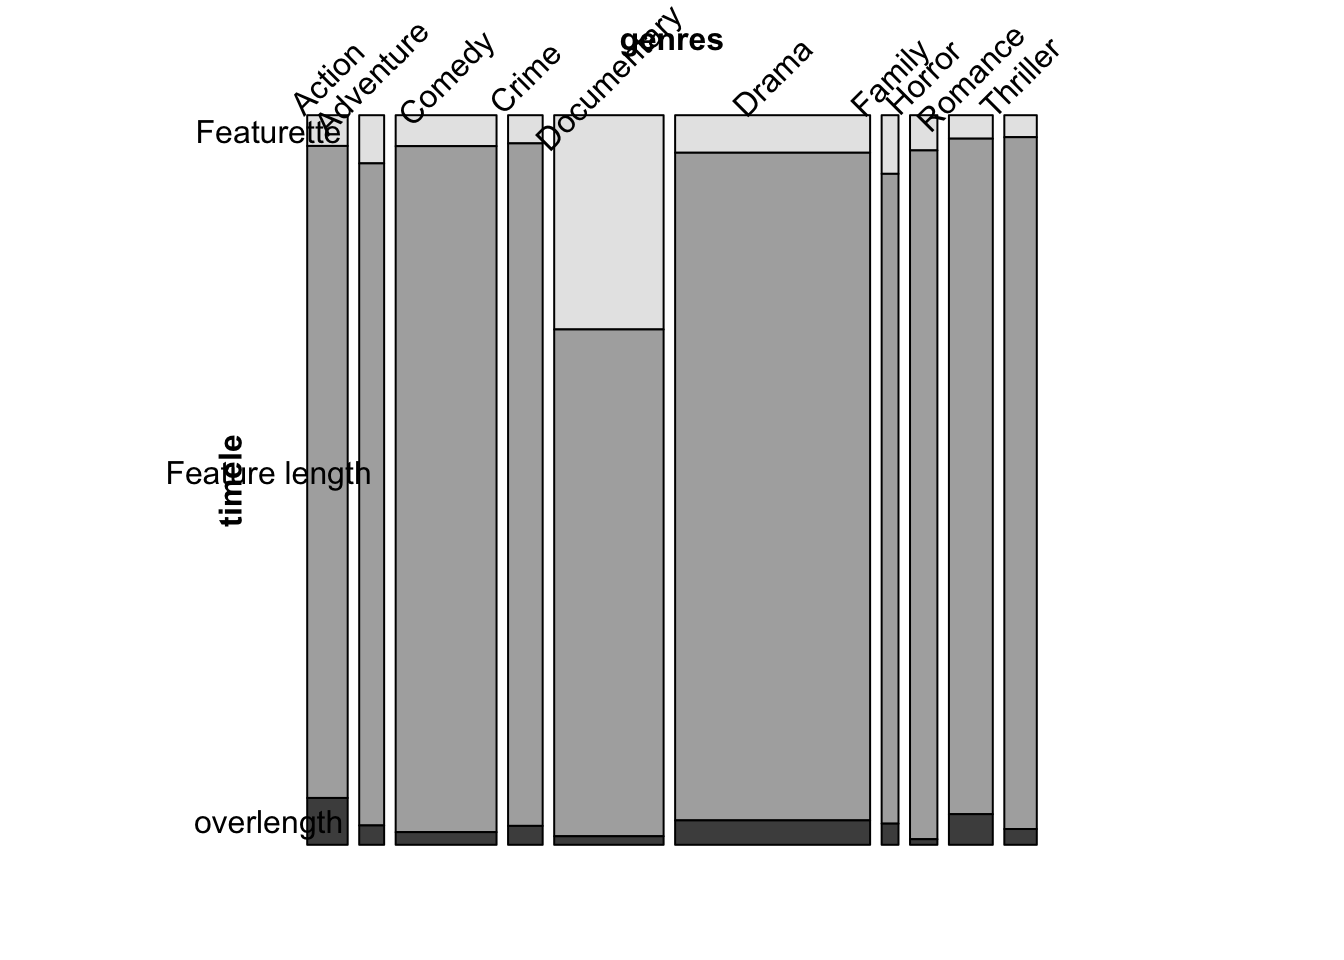 genres
Action
Adventure
Comedy
Crime
Documentary
Drama
Family
Horror
Romance
Thriller
Featurette
Feature length
timele
overlength